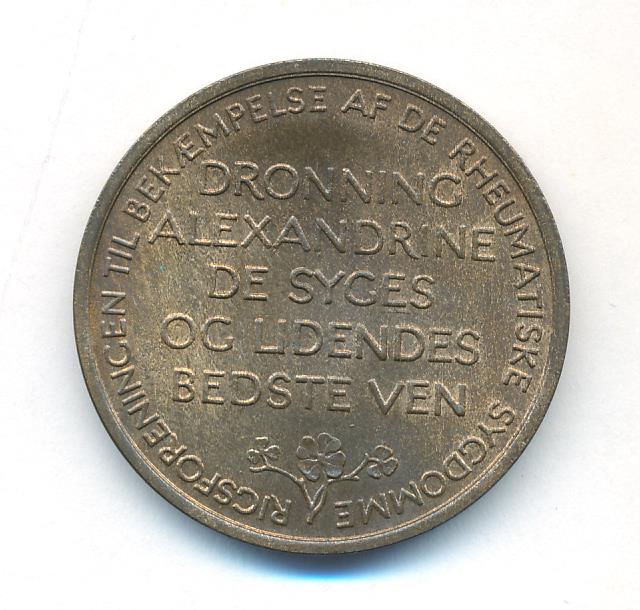 RIGSFORENINGEN TIL BEKÆMPELSE AF DE RHEUMATISKE SYGDOMME
DRONNING
ALEXANDRINE
DE SYGES
OG LIDENDES
BEDSTE VEN